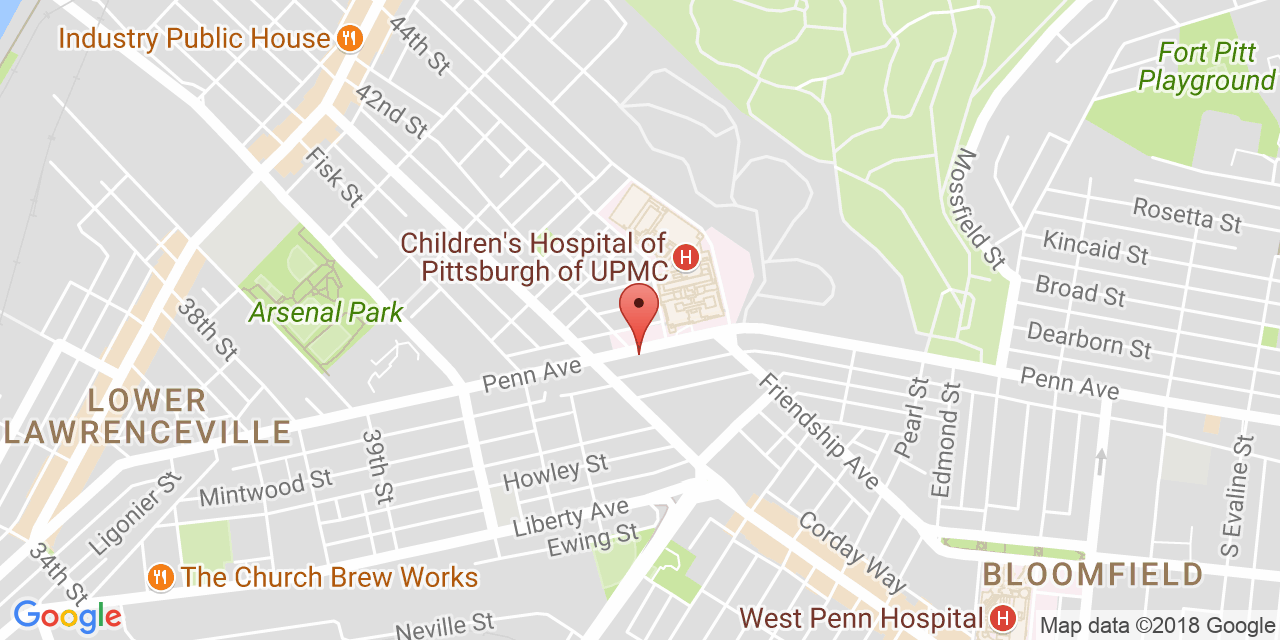 Industry Public House
44th St
42nd St
Fisk St
Fort Pitt
Playground
Mossfield St
Rosetta St
Kincaid St
Broad St
Dearborn St
Children's Hospital of
Pittsburgh of UPMC
H
Arsenal Park
38th St
Penn Ave
Penn Ave
LOWER
LAWRENCEVILLE
Friendship Ave
Pearl St
Edmond St
S Evaline St
39th St
Howley St
Mintwood St
Ligonier St
Liberty Ave
Ewing St
Corday Way
34th St
The Church Brew Works
BLOOMFIELD
Neville St
West Penn Hospital
H
Google
Map data ©2018 Google